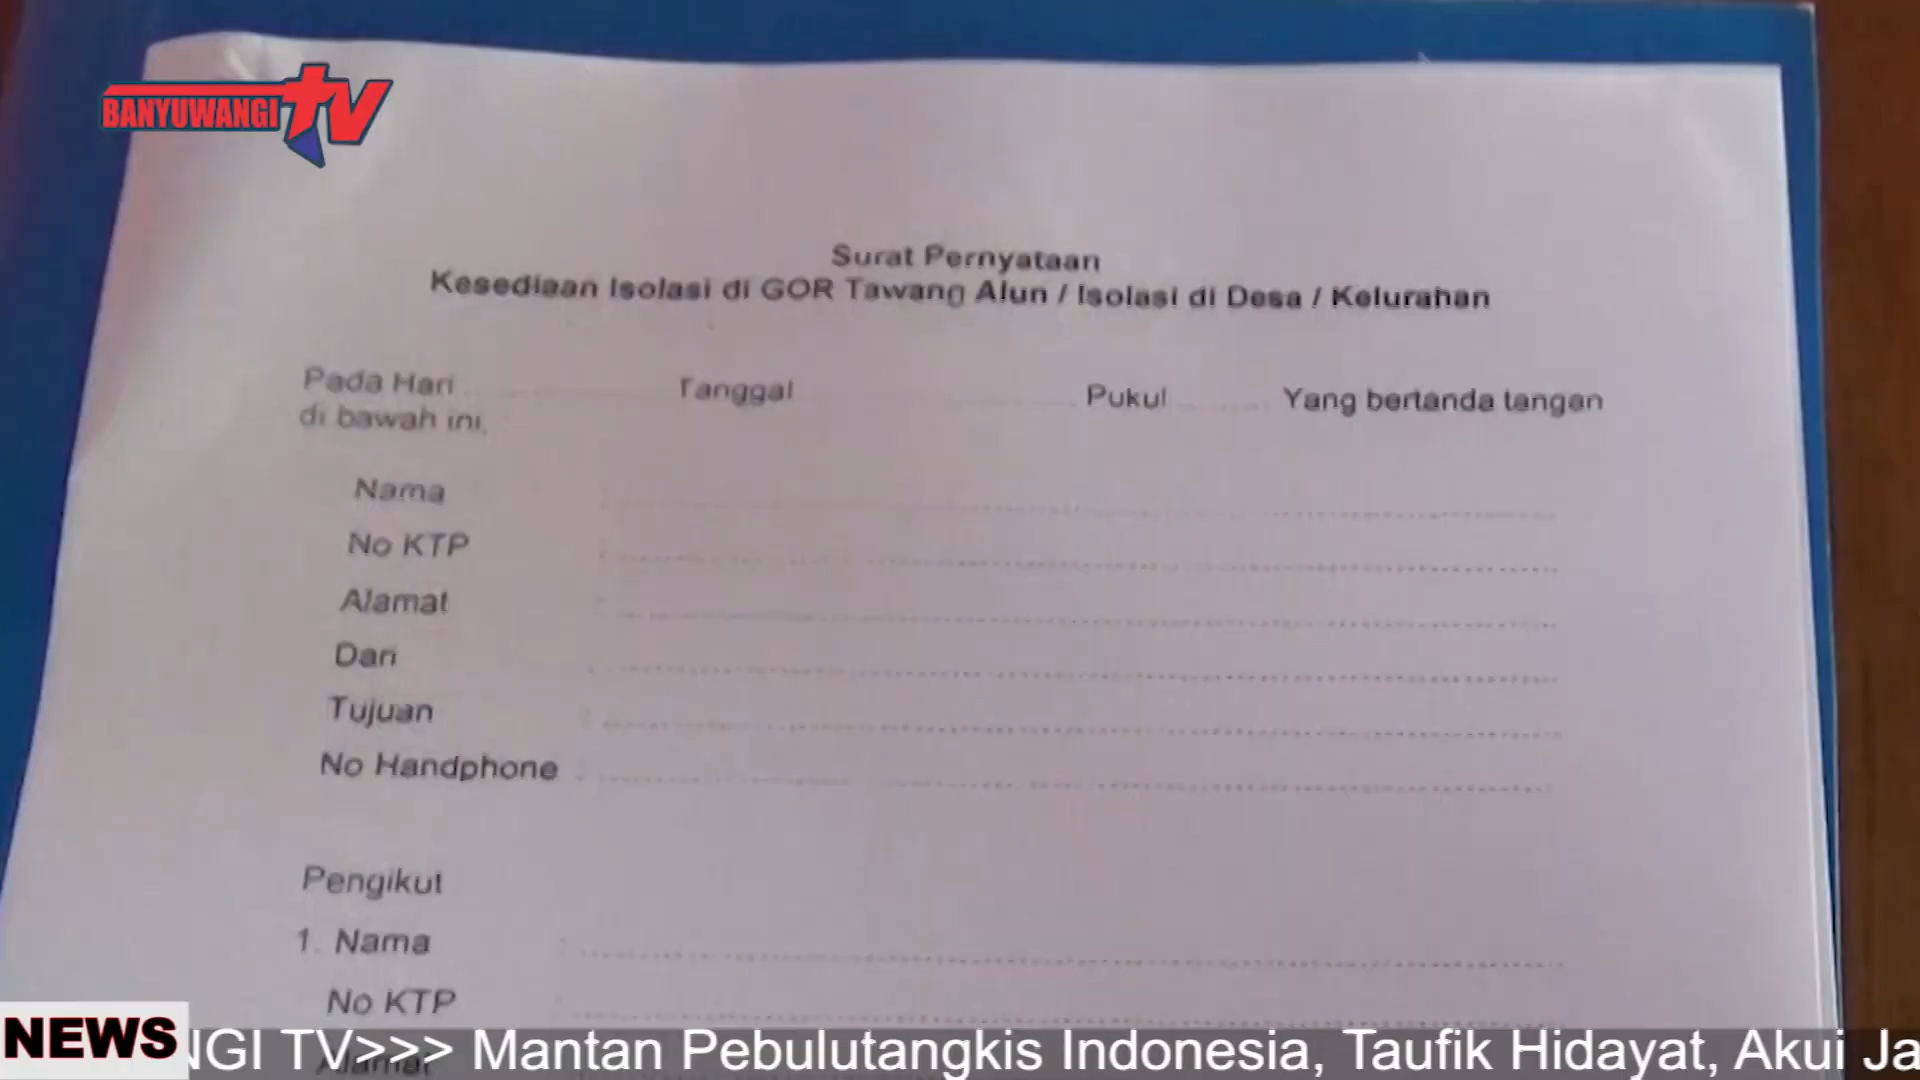 BANYUWANGI TV
Surat Pernyataan
Kesediaan Isolasi di GOR Tawang Alun / Isolasi di Desa / Kelurahan
Pada Hari Tanggal Pukul Yang bertanda tangan
di bawah ini,
Nama
No KTP
Alamat
Dari
Tujuan
No Handphone
Pengikut
1. Nama
No KTP
Alamat
NEWS NGI TV>>> Mantan Pebulutangkis Indonesia, Taufik Hidayat, Akui Ja